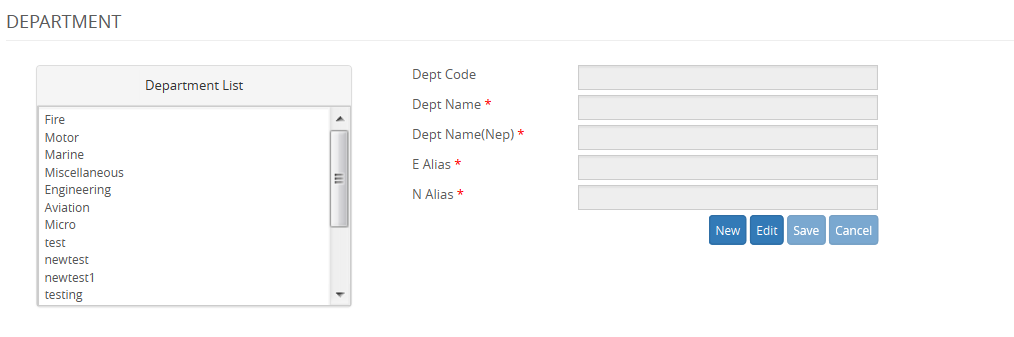 DEPARTMENT
Department List
Fire
Motor
Marine
Miscellaneous
Engineering
Aviation
Micro
test
newtest
newtest1
testing
Dept Code
Dept Name *
Dept Name(Nep) *
E Alias *
N Alias *
New Edit Save Cancel